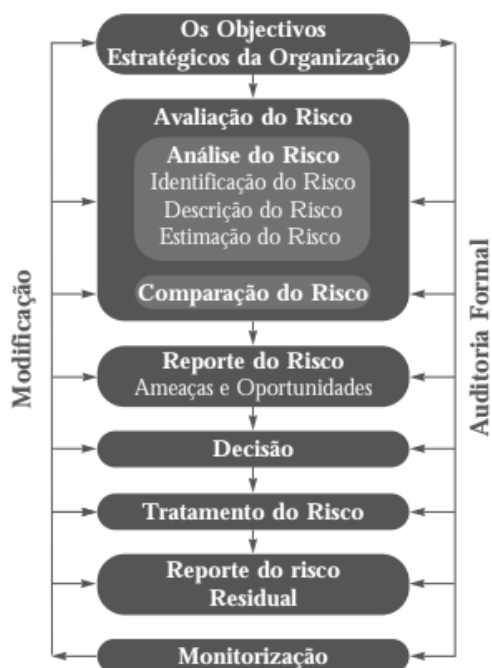 Os Objectivos
Estratégicos da Organização
Avaliação do Risco
Análise do Risco
Identificação do Risco
Descrição do Risco
Estimação do Risco
Comparação do Risco
Reporte do Risco
Ameaças e Oportunidades
Decisão
Tratamento do Risco
Reporte do risco
Residual
Monitorização
Modificação
Auditoria Formal